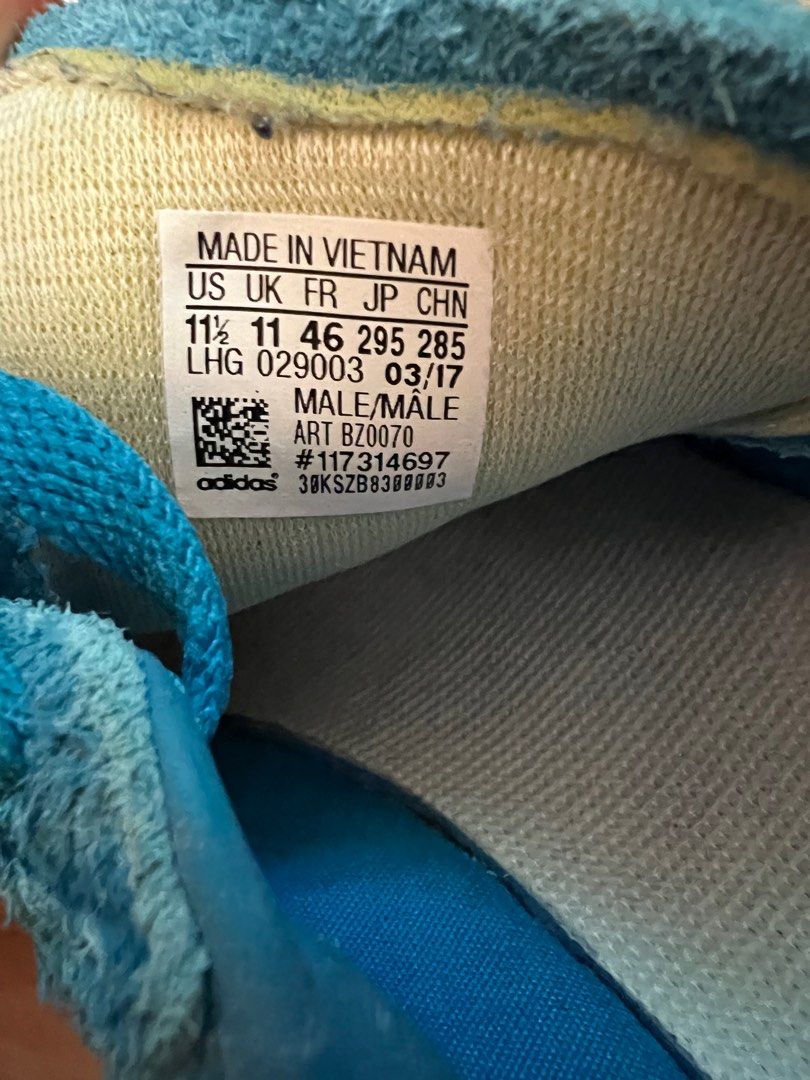 MADE IN VIETNAM
US UK FR JP CHN
11½ 11 46 295 285
LHG 029003 03/17
MALE/MÂLE
ART BZ0070
#117314697
adidas® 30KSZB8300003